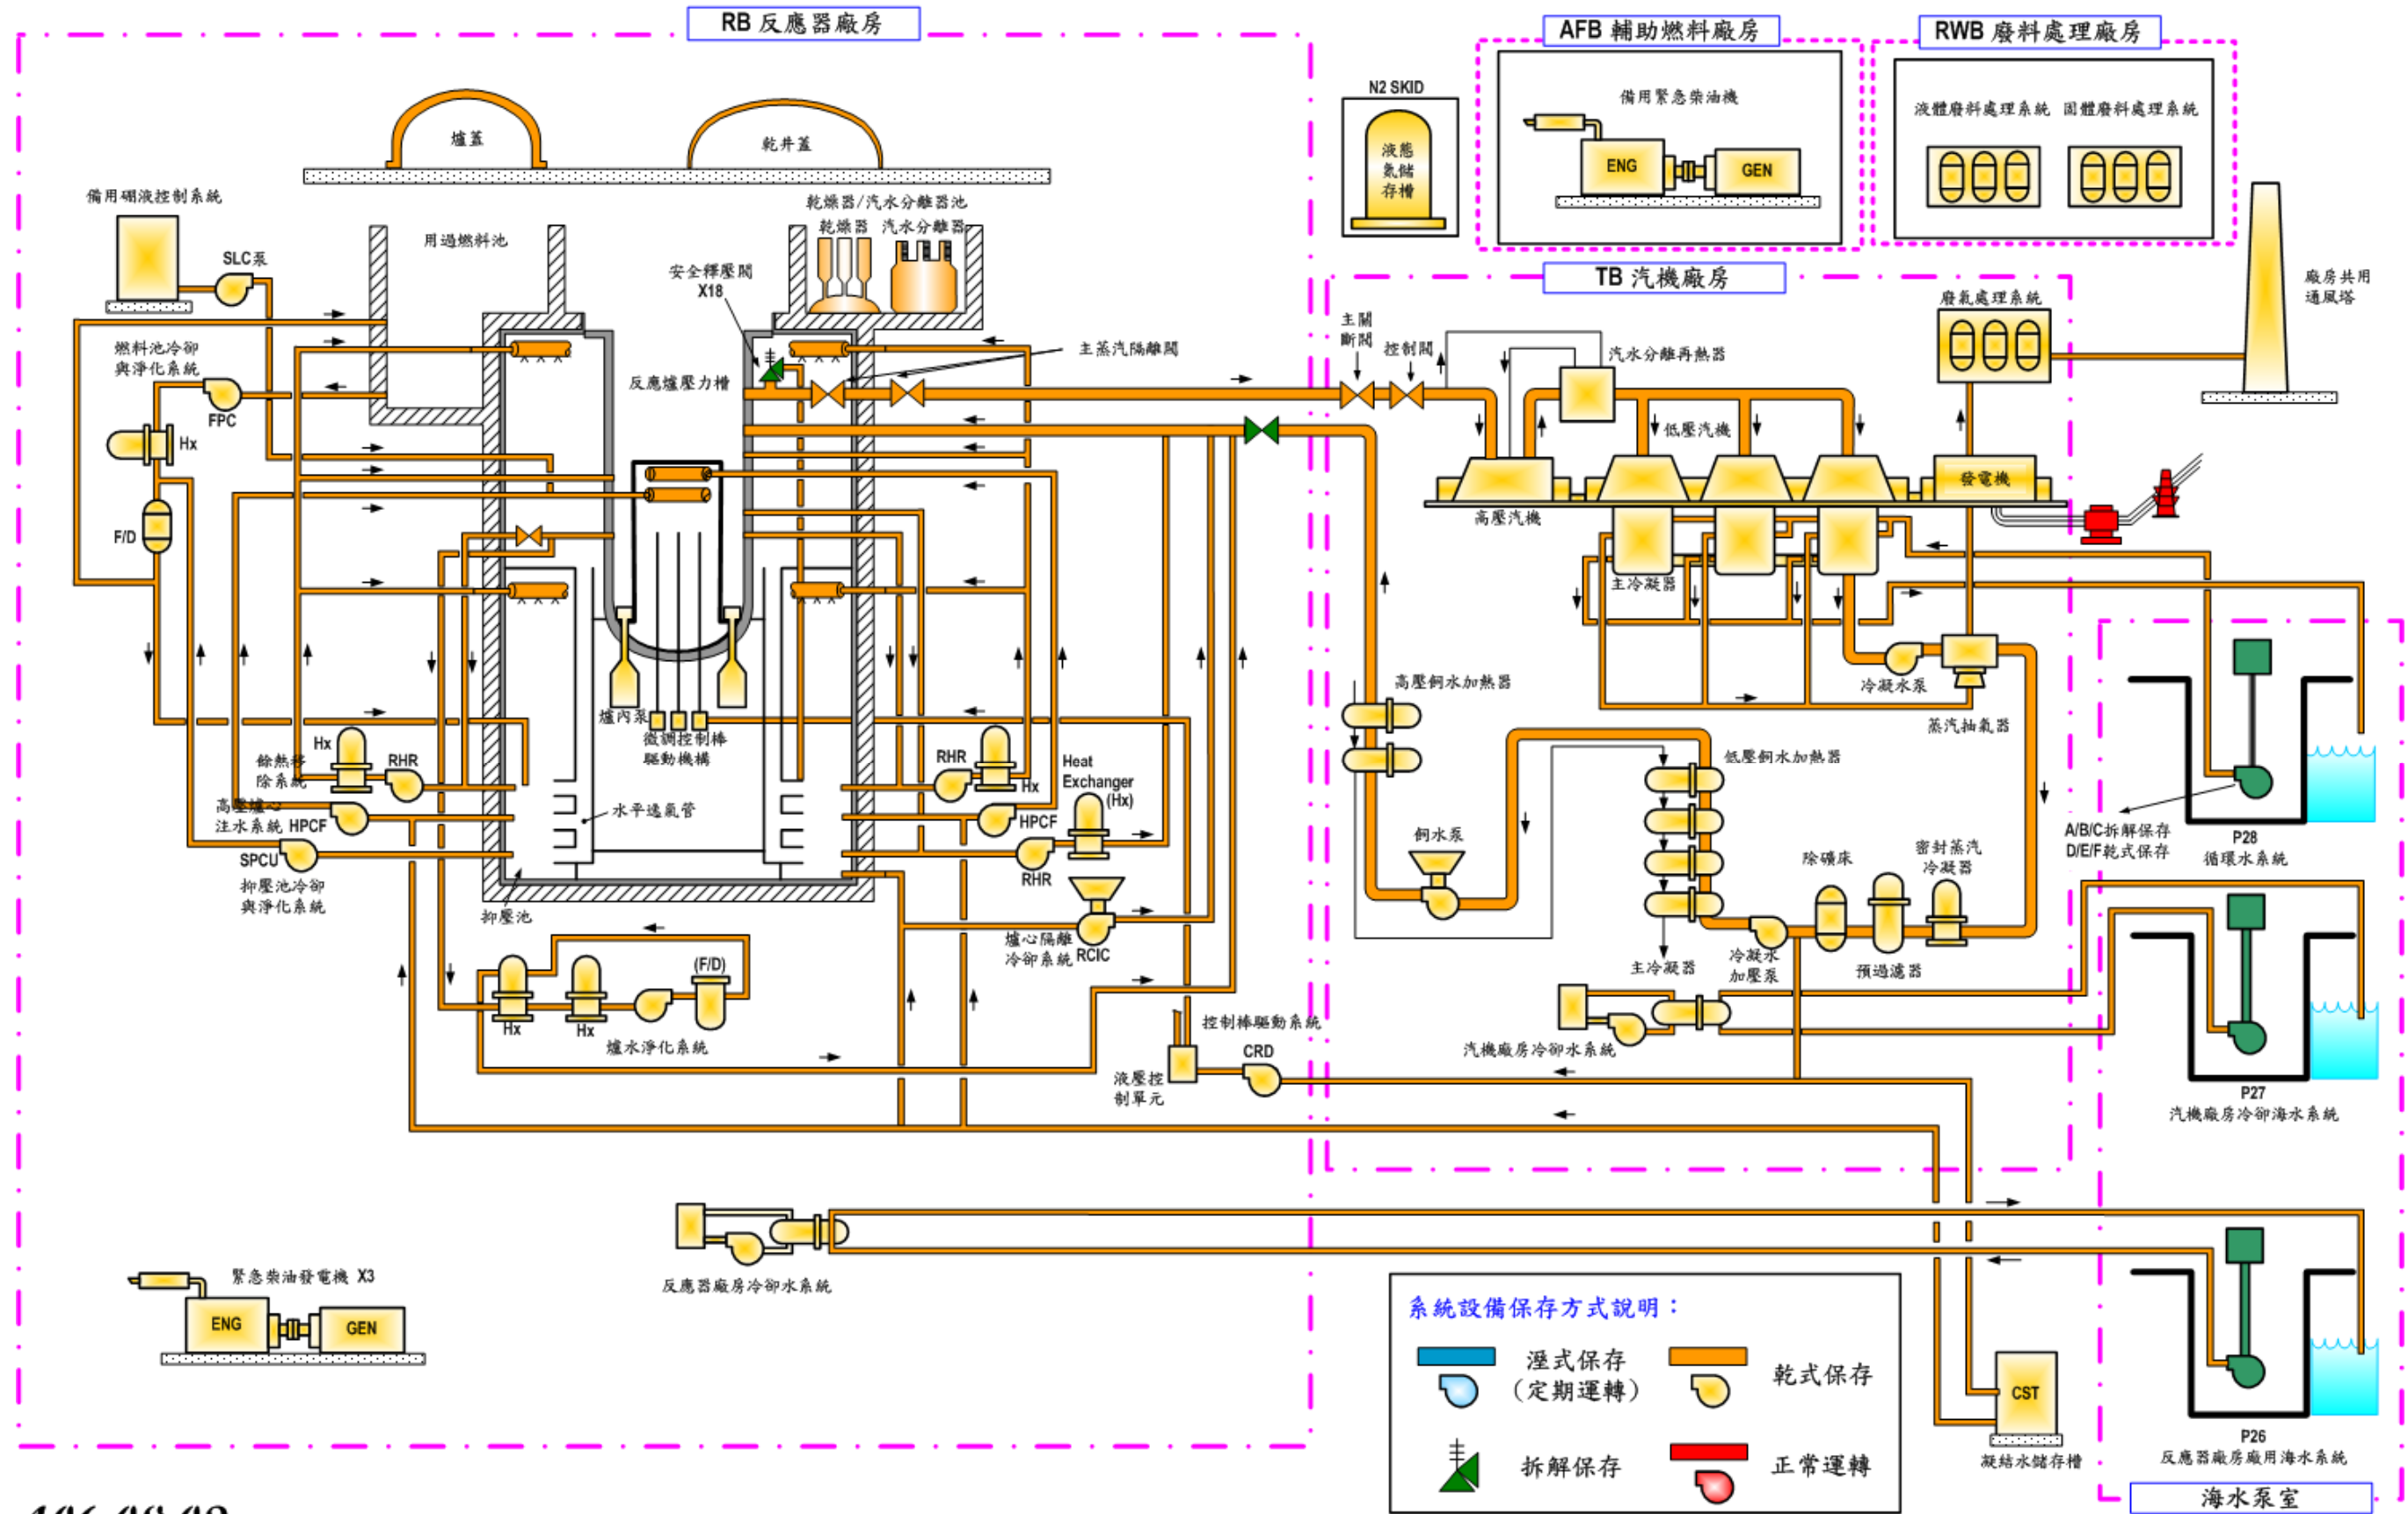 RB 反應器廠房
AFB 輔助燃料廠房
RWB 廢料處理廠房
N2 SKID
液態
氮儲
存槽
備用緊急柴油機
ENG
GEN
液體廢料處理系統
固體廢料處理系統
爐蓋
乾井蓋
備用硼液控制系統
SLC泵
用過燃料池
乾燥器/汽水分離器池
乾燥器
汽水分離器
安全釋壓閥
X18
燃料池冷卻
與淨化系統
FPC
Hx
F/D
反應爐壓力槽
主蒸汽隔離閥
TB 汽機廠房
主關
斷閥
控制閥
汽水分離再熱器
低壓汽機
高壓汽機
發電機
廢氣處理系統
廠房共用
通風塔
主冷凝器
冷凝水泵
蒸汽抽氣器
高壓飼水加熱器
低壓飼水加熱器
飼水泵
主冷凝器
冷凝水
加壓泵
除礦床
預過濾器
密封蒸汽
冷凝器
汽機廠房冷卻水系統
爐內泵
微調控制棒
驅動機構
水平透氣管
抑壓池
Hx
餘熱移
除系統
RHR
高壓爐心
注水系統 HPCF
SPCU
抑壓池冷卻
與淨化系統
RHR
Hx
Heat
Exchanger
(Hx)
HPCF
RHR
爐心隔離
冷卻系統 RCIC
Hx
Hx
(F/D)
爐水淨化系統
控制棒驅動系統
CRD
液壓控
制單元
A/B/C拆解保存
D/E/F乾式保存
P28
循環水系統
P27
汽機廠房冷卻海水系統
P26
反應器廠房廠用海水系統
海水泵室
CST
凝結水儲存槽
反應器廠房冷卻水系統
緊急柴油發電機 X3
ENG
GEN
系統設備保存方式說明：
溼式保存
（定期運轉）
乾式保存
拆解保存
正常運轉